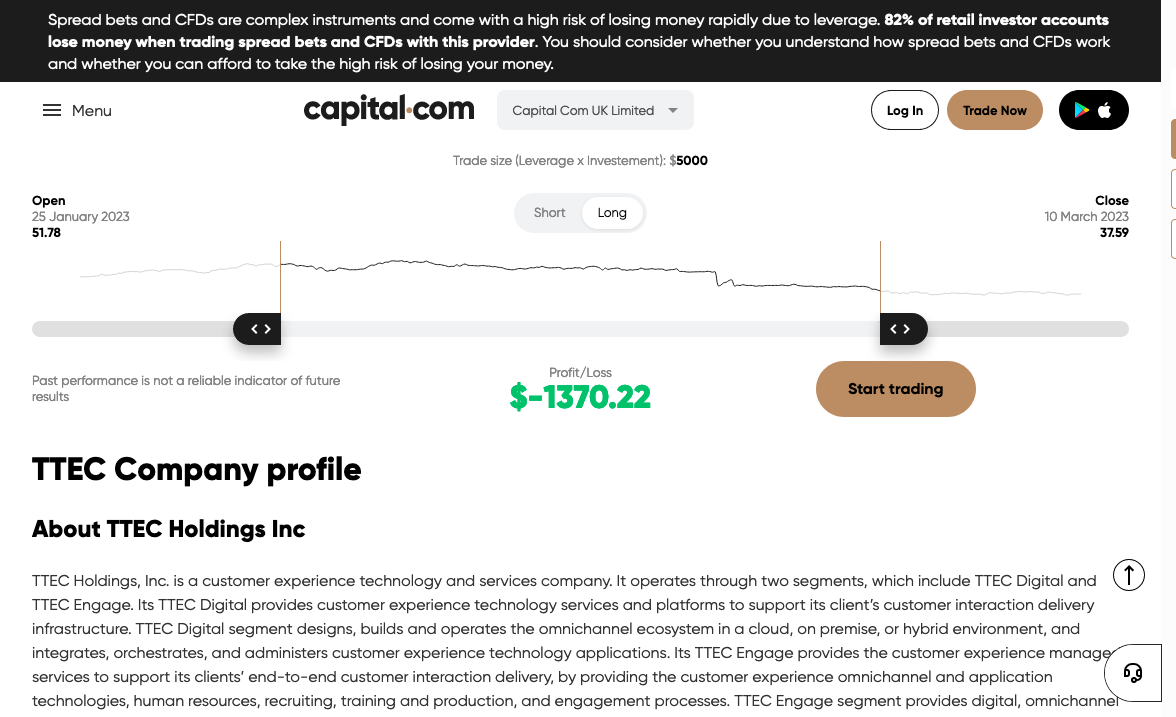 Spread bets and CFDs are complex instruments and come with a high risk of losing money rapidly due to leverage. 82% of retail investor accounts
lose money when trading spread bets and CFDs with this provider. You should consider whether you understand how spread bets and CFDs work
and whether you can afford to take the high risk of losing your money.
Menu
capital.com
Capital Com UK Limited
Log In
Trade Now
Trade size (Leverage x Investement): $5000
Open
25 January 2023
51.78
Short
Long
Close
10 March 2023
37.59
Past performance is not a reliable indicator of future
results
Profit/Loss
$-1370.22
Start trading
TTEC Company profile
About TTEC Holdings Inc
TTEC Holdings, Inc. is a customer experience technology and services company. It operates through two segments, which include TTEC Digital and
TTEC Engage. Its TTEC Digital provides customer experience technology services and platforms to support its client’s customer interaction delivery
infrastructure. TTEC Digital segment designs, builds and operates the omnichannel ecosystem in a cloud, on premise, or hybrid environment, and
integrates, orchestrates, and administers customer experience technology applications. Its TTEC Engage provides the customer experience manage
services to support its clients’ end-to-end customer interaction delivery, by providing the customer experience omnichannel and application
technologies, human resources, recruiting, training and production, and engagement processes. TTEC Engage segment provides digital, omnichannel